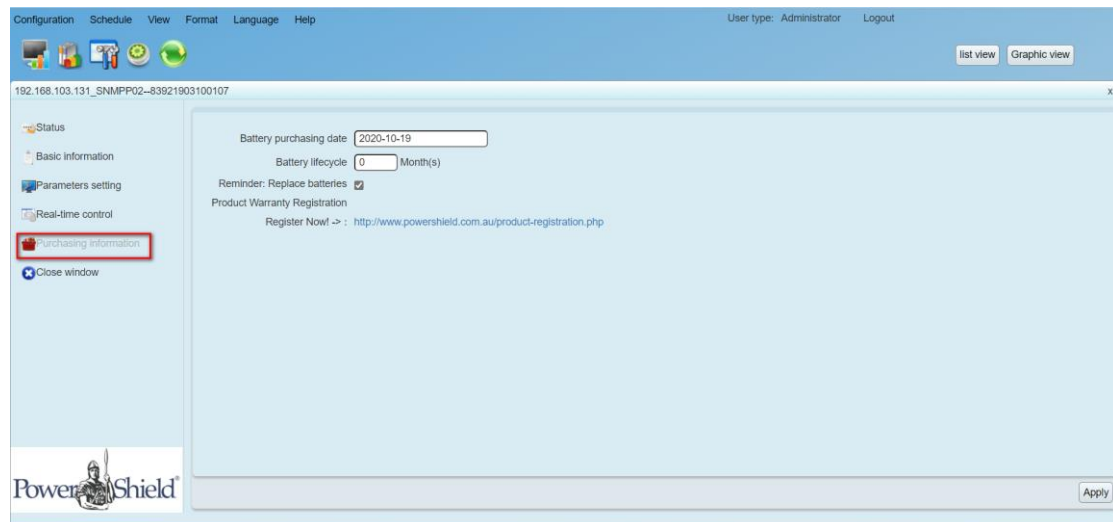 Configuration Schedule View Format Language Help User type: Administrator Logout
list view Graphic view
192.168.103.131_SNMPP02--83921903100107 x
Status
Basic information
Parameters setting
Real-time control
Purchasing information
Close window
Battery purchasing date 2020-10-19
Battery lifecycle 0 Month(s)
Reminder: Replace batteries
Product Warranty Registration
Register Now! -> : http://www.powershield.com.au/product-registration.php
PowerShield
Apply